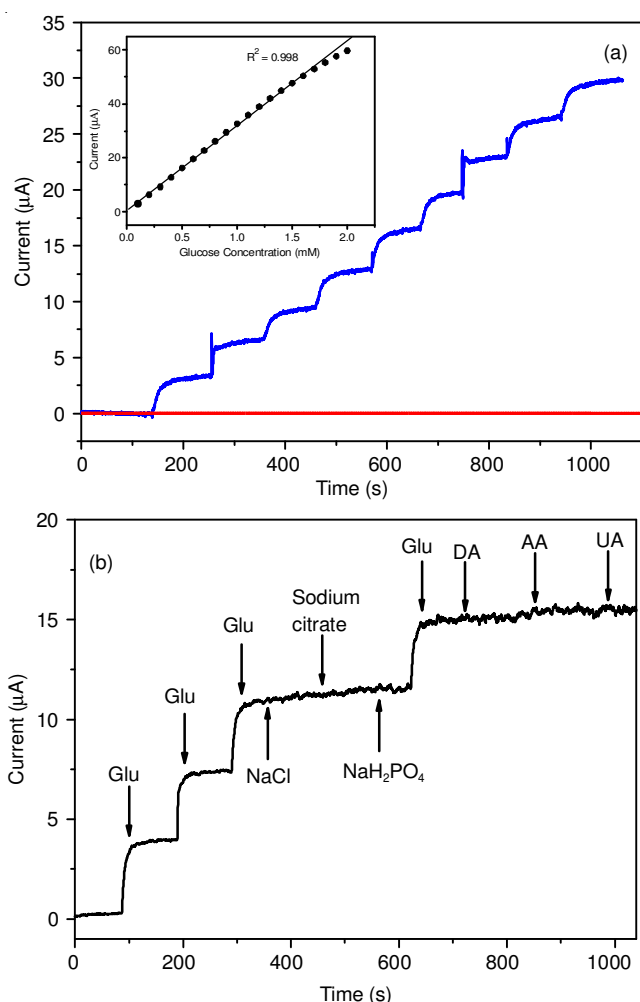 (a)
R² = 0.998
60
40
20
0
Current (µA)
0.0
0.5
1.0
1.5
2.0
Glucose Concentration (mM)
35
30
25
20
15
10
5
0
Current (µA)
0
200
400
600
800
1000
Time (s)
(b)
20
15
10
5
0
Current (µA)
Glu
DA
AA
UA
Sodium
citrate
Glu
Glu
Glu
NaCl
NaH₂PO₄
0
200
400
600
800
1000
Time (s)